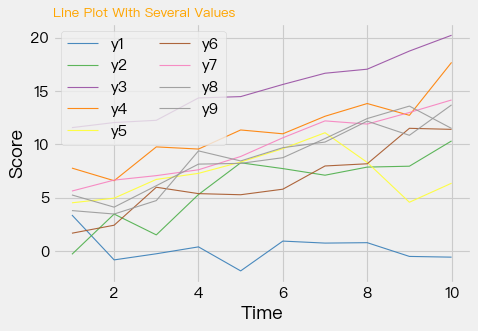 Line Plot With Several Values
y1 y6
y2 y7
y3 y8
y4 y9
y5
Score
20
15
10
5
0
2 4 6 8 10
Time